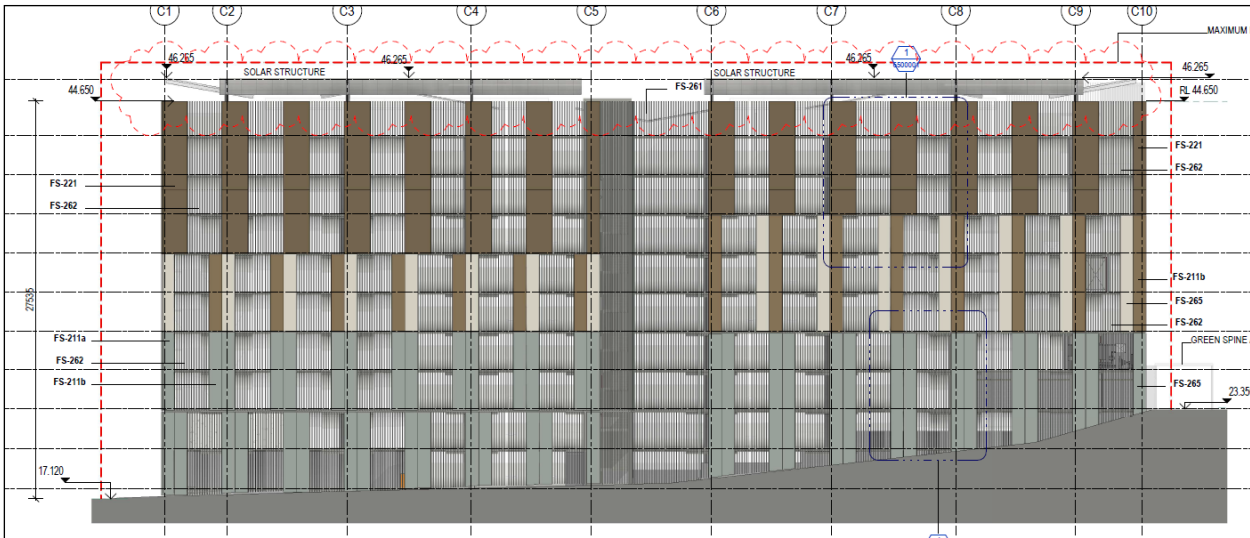 C1 C2 C3 C4 C5 C6 C7 C8 C9 C10
MAXIMUM
1
46.265 46.265 46.265 46.265
SOLAR STRUCTURE SOLAR STRUCTURE
FS-261
44.650 RL 44.650
FS-221
FS-262
FS-221
FS-262
FS-211b
FS-265
FS-262
27535
FS-211a
GREEN SPINE
FS-262
FS-211b
FS-265
23.35
17.120